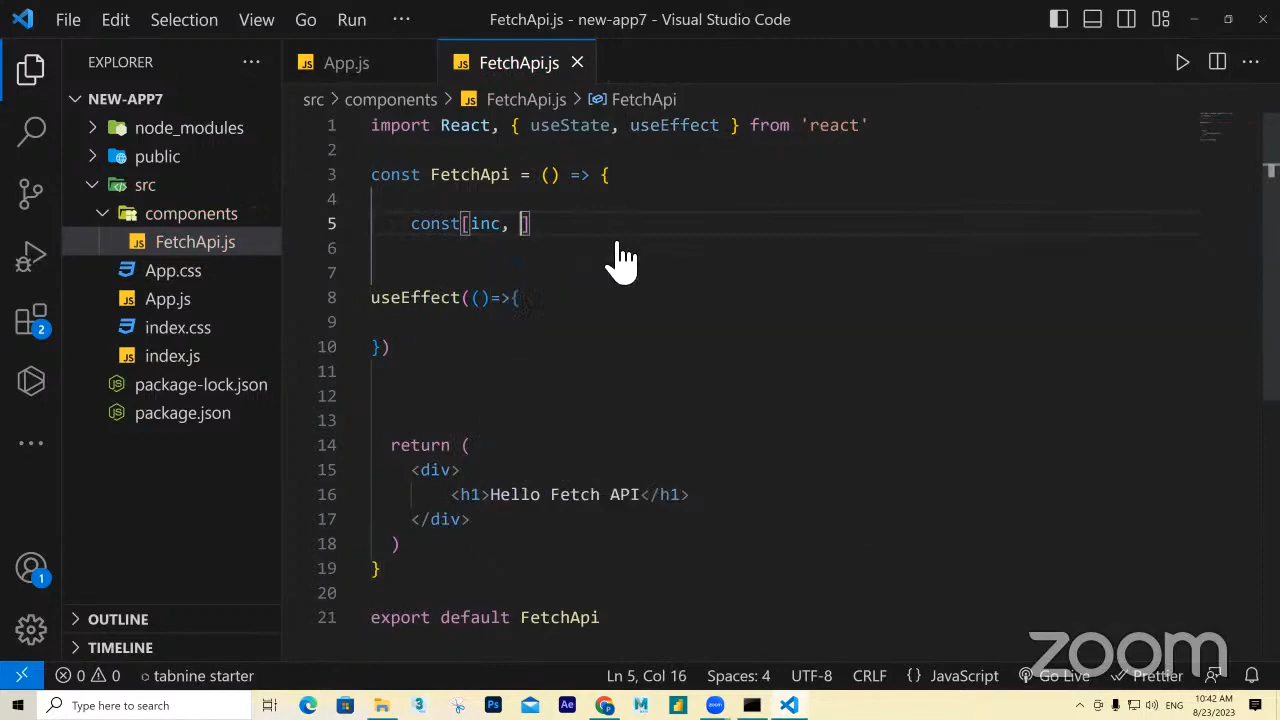 File Edit Selection View Go Run ··· FetchApi.js - new-app7 - Visual Studio Code
EXPLORER ···
App.js FetchApi.js
NEW-APP7
src > components > FetchApi.js > FetchApi
node_modules
public
src
components
FetchApi.js
App.css
App.js
index.css
index.js
package-lock.json
package.json
OUTLINE
TIMELINE
2
1
1 import React, { useState, useEffect } from 'react'
2
3 const FetchApi = () => {
4
5 const[inc, ]
6
7
8 useEffect(()=>{
9
10 })
11
12
13
14 return (
15 <div>
16 <h1>Hello Fetch API</h1>
17 </div>
18 )
19 }
20
21 export default FetchApi
zoom
0 0 tabnine starter Ln 5, Col 16 Spaces: 4 UTF-8 CRLF {} JavaScript Go Live Prettier
Type here to search
ENG 10:42 AM
8/23/2023